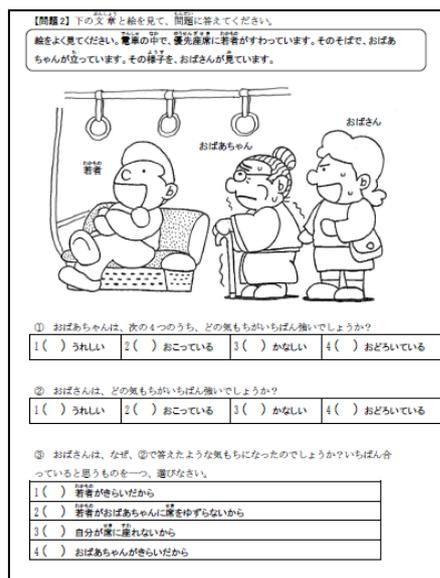 【問題2】下の文章と絵を見て、問題に答えてください。
絵をよく見てください。電車の中で、優先座席に若者がすわっています。そのそばで、おばあ
ちゃんが立っています。その様子を、おばさんが見ています。
おばさん
おばあちゃん
若者
① おばあちゃんは、次の4つのうち、どの気もちがいちばん強いでしょうか？
1( ) うれしい 2( ) おこっている 3( ) かなしい 4( ) おどろいている
② おばさんは、どの気もちがいちばん強いでしょうか？
1( ) うれしい 2( ) おこっている 3( ) かなしい 4( ) おどろいている
③ おばさんは、なぜ、②で答えたような気もちになったのでしょうか？いちばん合
っていると思うものを一つ、選びなさい。
1( ) 若者がきらいだから
2( ) 若者がおばあちゃんに席をゆずらないから
3( ) 自分が席に座れないから
4( ) おばあちゃんがきらいだから